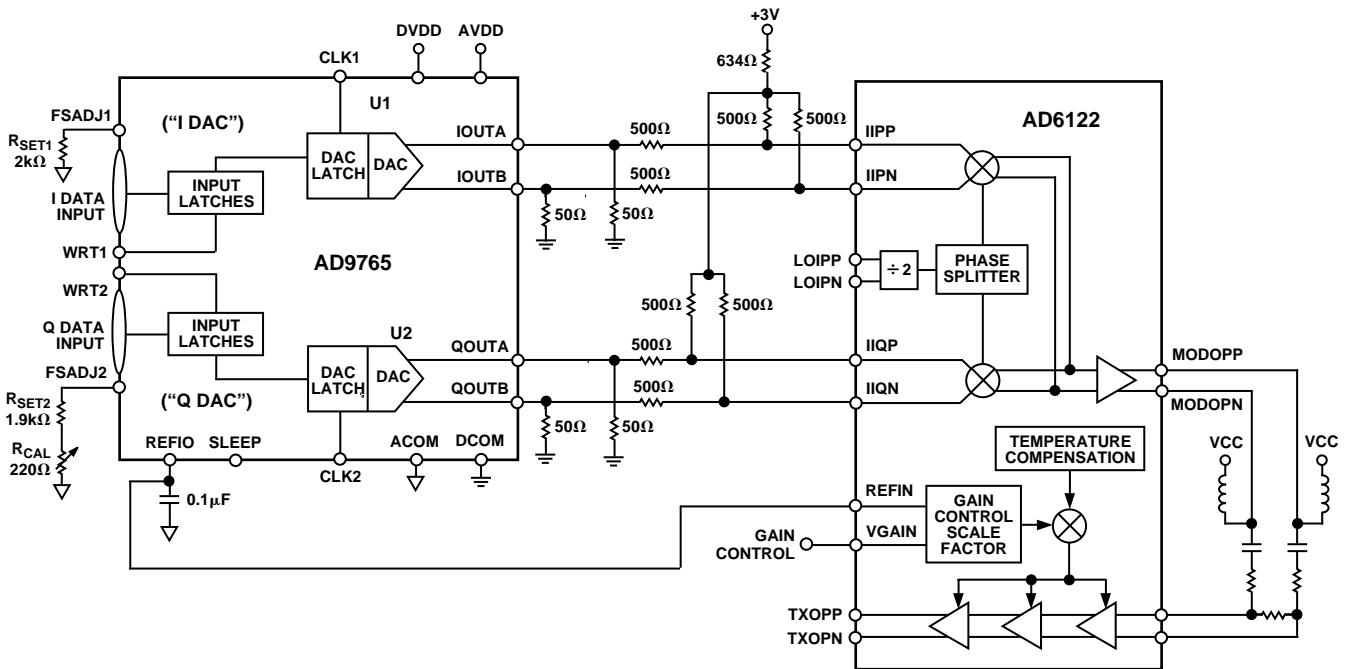 +3V
DVDD AVDD
CLK1
634Ω
U1
AD6122
FSADJ1
("I DAC")
500Ω
500Ω
500Ω
IOUTA
IIPP
RSET1
2kΩ
DAC
LATCH
DAC
INPUT
LATCHES
IOUTB
500Ω
IIPN
I DATA
INPUT
50Ω
50Ω
WRT1
AD9765
LOIPP
LOIPN
÷2
PHASE
SPLITTER
WRT2
500Ω
500Ω
Q DATA
INPUT
INPUT
LATCHES
U2
QOUTA
500Ω
IIQP
MODOPP
FSADJ2
DAC
LATCH
DAC
QOUTB
500Ω
IIQN
MODOPN
RSET2
1.9kΩ
("Q DAC")
50Ω
50Ω
VCC
VCC
REFIO SLEEP
ACOM DCOM
TEMPERATURE
COMPENSATION
RCAL
220Ω
CLK2
0.1µF
REFIN
GAIN
CONTROL
SCALE
FACTOR
VGAIN
GAIN
CONTROL
TXOPP
TXOPN